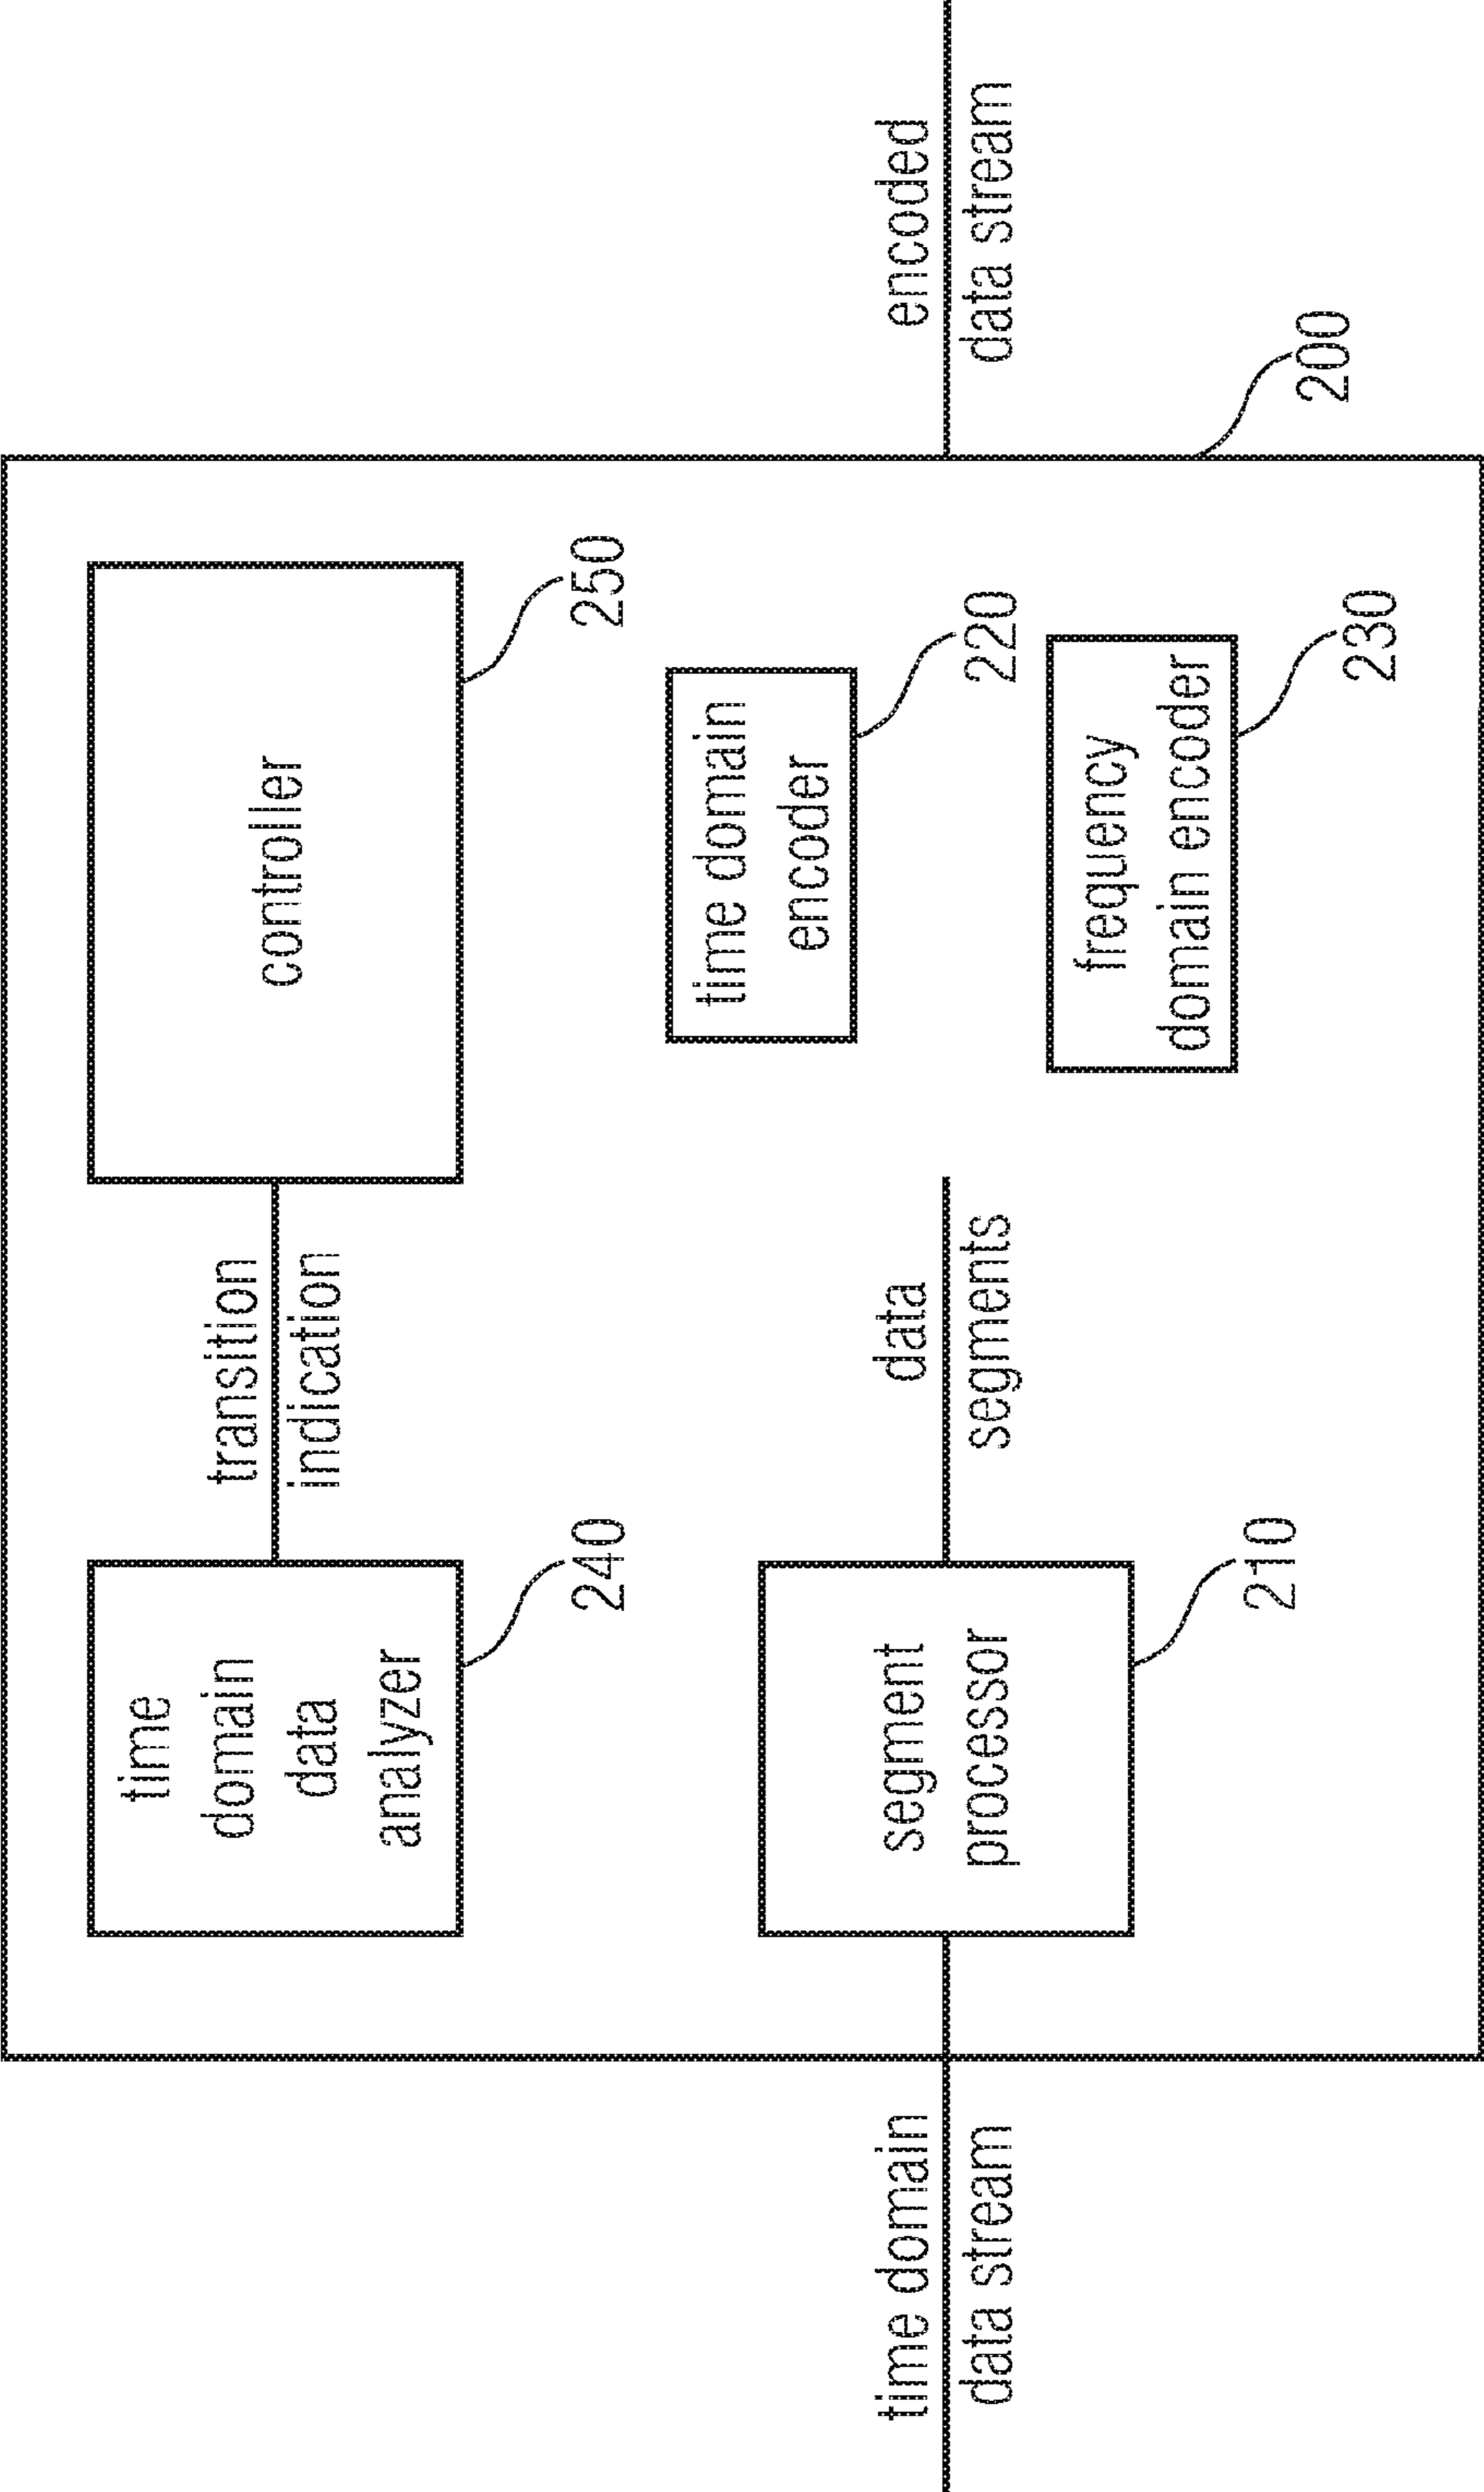 time
domain
data
analyzer
240
transition
indication
controller
250
time domain
data stream
segment
processor
210
data
segments
time domain
encoder
220
frequency
domain encoder
230
encoded
data stream
200